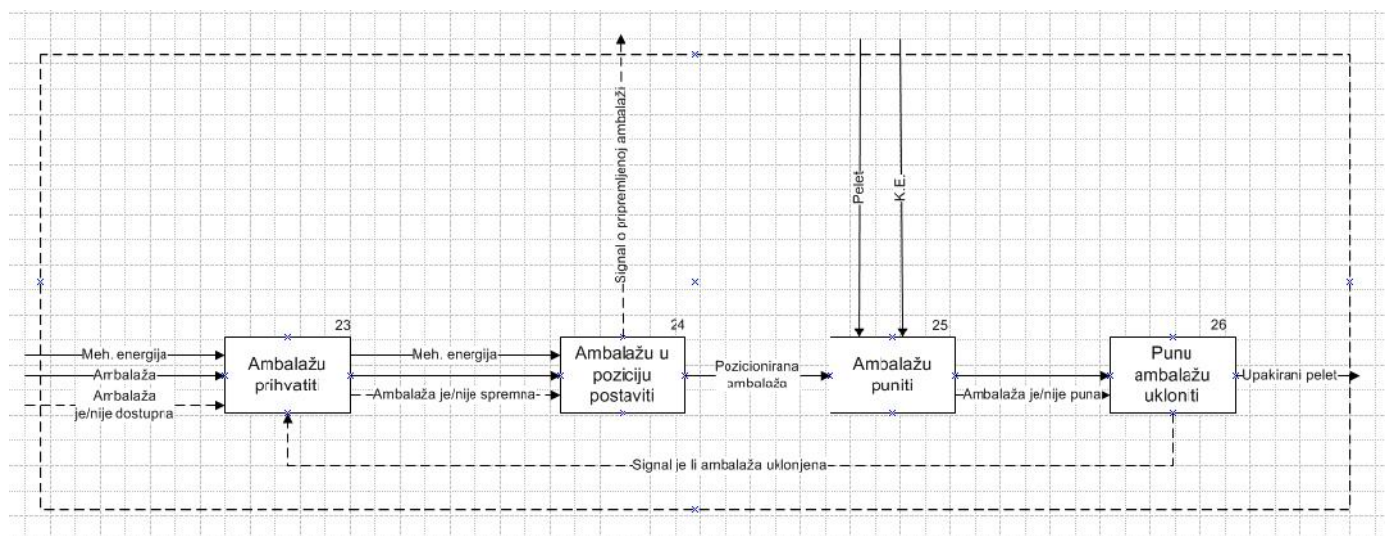 Signal o pripremljenoj ambalaži
Pelet
K.E.
23
24
25
26
Meh. energija
Ambalaža
Ambalaža
je/nije dostupra
Ambalažu
prihvatit
Meh. energija
Ambalaža je/nije spremna
Ambalažu u
poziciju
postaviti
Pozicionirana
ambalaža
Ambalažu
puniti
Ambalaža je/nije puna
Punu
ambalažu
ukloniti
Upakirani pelet
Signal je li ambalaža uklonjena